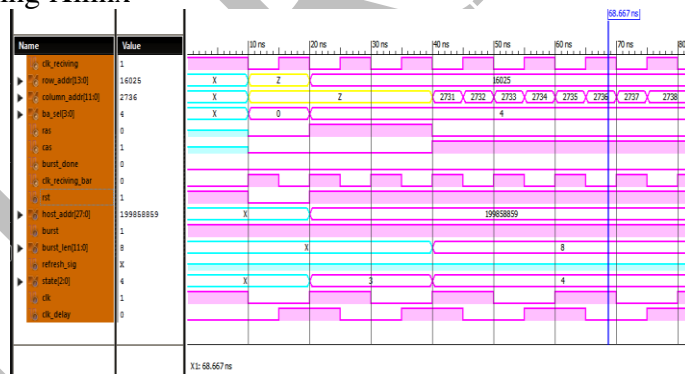 ing Xilinx
68.667 ns
Name Value 10 ns 20 ns 30 ns 40 ns 50 ns 60 ns 70 ns 80
clk_reciving 1
row_addr[13:0] 16025 X Z 16025
column_addr[11:0] 2736 X Z 2731 2732 2733 2734 2735 2736 2737 2738
ba_sel[3:0] 4 X 0 4
ras 0
cas 1
burst_done 0
clk_reciving_bar 0
rst 1
host_addr[27:0] 199858859 X 199858859
burst 1
burst_len[11:0] 8 X 8
refresh_sig X
state[2:0] 4 X 3 4
clk 1
clk_delay 0
X1: 68.667 ns